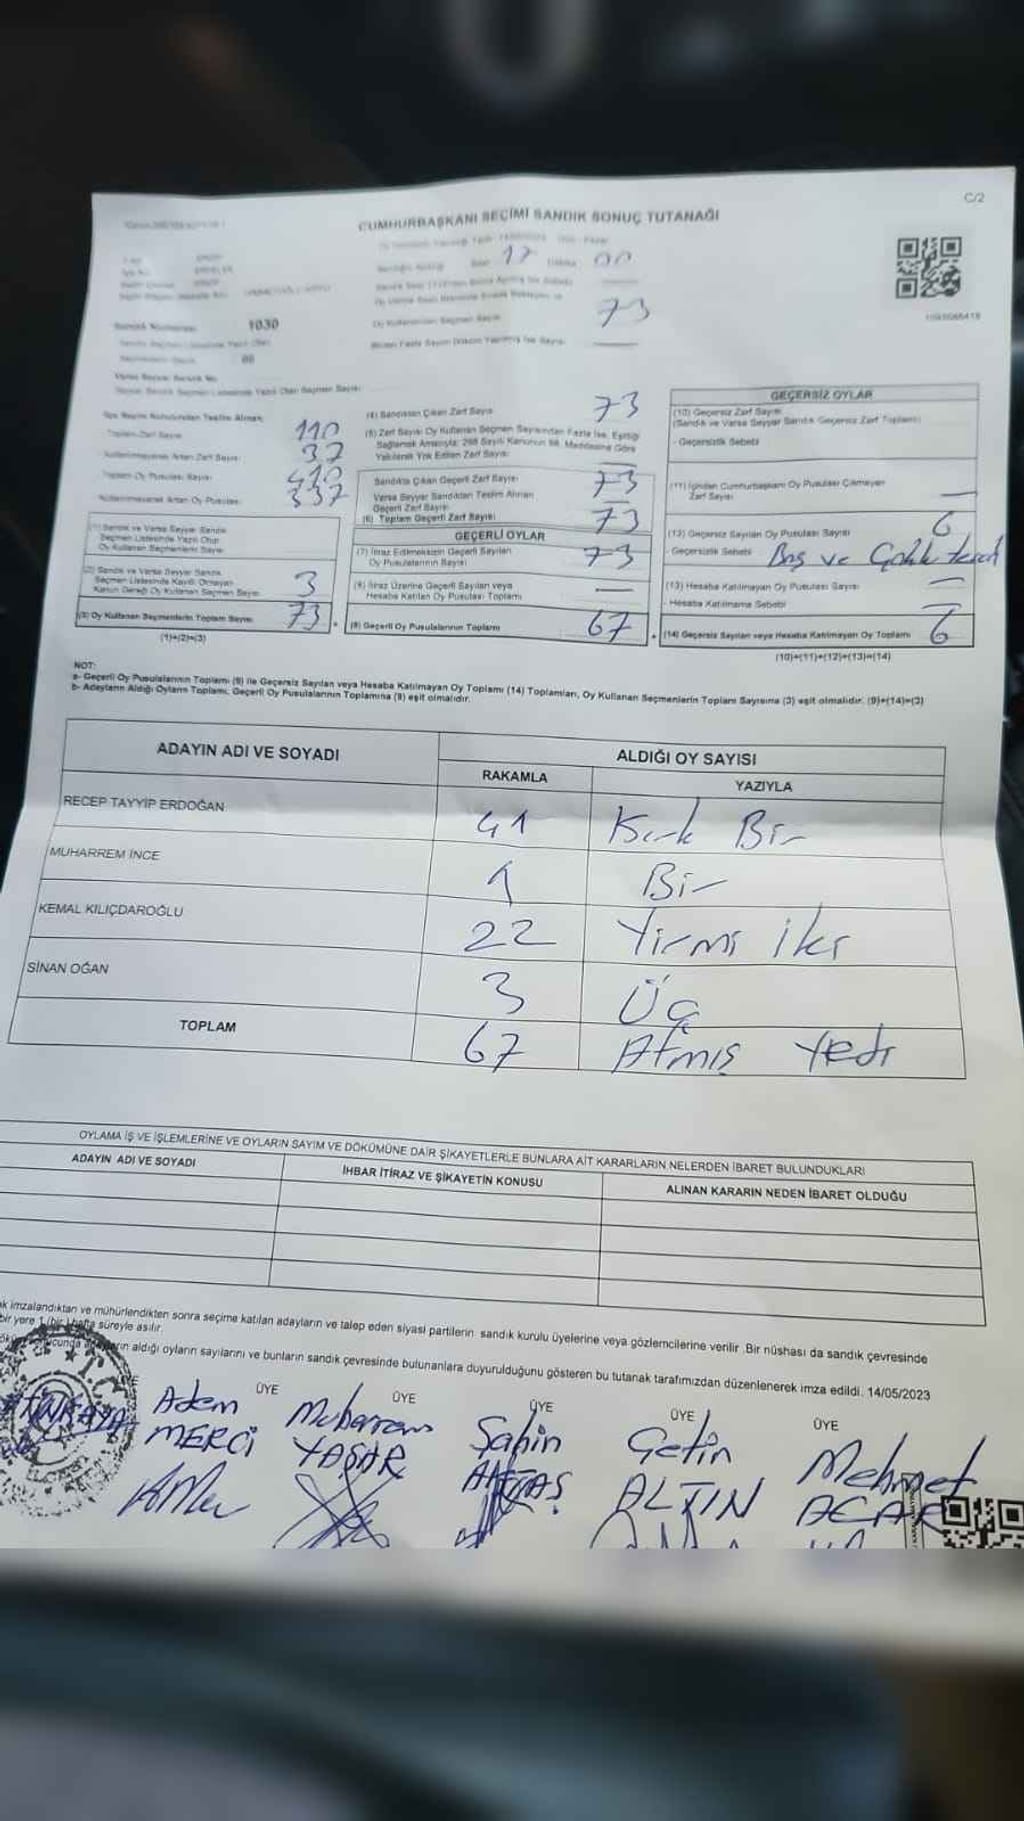 C/2
CUMHURBAŞKANI SEÇİMİ SANDIK SONUÇ TUTANAĞI
17 00
73
Sandık Numarası 1030
GEÇERSİZ OYLAR
110
37
410
337
(4) Sandıktan Çıkan Zarf Sayısı 73
(5) Zarf Sayısı Oy Kullanan Seçmen Sayısından Fazla İse, Eşitliği
Sağlamak Amacıyla; 298 Sayılı Kanunun 98. Maddesine Göre
Yakılarak Yok Edilen Zarf Sayısı
Sandıkta Çıkan Geçerli Zarf Sayısı 73
Varsa Seyyar Sandıktan Teslim Alınan
Geçerli Zarf Sayısı
(6) Toplam Geçerli Zarf Sayısı 73
GEÇERLİ OYLAR
(7) İtiraz Edilmeksizin Geçerli Sayılan
Oy Pusulalarının Sayısı 73
(8) İtiraz Üzerine Geçerli Sayılan veya
Hesaba Katılan Oy Pusulası Toplamı —
(9) Geçerli Oy Pusulalarının Toplamı 67
(10) Geçersiz Zarf Sayısı
(Sandık ve Varsa Seyyar Sandık Geçersiz Zarf Toplamı)
- Geçersizlik Sebebi
(11) İçinden Cumhurbaşkanı Oy Pusulası Çıkmayan
Zarf Sayısı —
(12) Geçersiz Sayılan Oy Pusulası Sayısı 6
- Geçersizlik Sebebi Boş ve
(13) Hesaba Katılmayan Oy Pusulası Sayısı —
- Hesaba Katılmama Sebebi
(14) Geçersiz Sayılan veya Hesaba Katılmayan Oy Toplamı 6
(10)+(11)+(12)+(13)=(14)
(1) Sandık ve Varsa Seyyar Sandık
Seçmen Listesinde Yazılı Olup
Oy Kullanan Seçmenlerin Sayısı
(2) Sandık ve Varsa Seyyar Sandık
Seçmen Listesinde Kayıtlı Olmayan
Kanun Gereği Oy Kullanan Seçmen Sayısı 3
(3) Oy Kullanan Seçmenlerin Toplam Sayısı 73
(1)+(2)=(3)
NOT:
a- Geçerli Oy Pusulalarının Toplamı (9) ile Geçersiz Sayılan veya Hesaba Katılmayan Oy Toplamı (14) Toplamları, Oy Kullanan Seçmenlerin Toplam Sayısına (3) eşit olmalıdır. (9)+(14)=(3)
b- Adayların Aldığı Oyların Toplamı, Geçerli Oy Pusulalarının Toplamına (9) eşit olmalıdır.
ADAYIN ADI VE SOYADI
ALDIĞI OY SAYISI
RAKAMLA YAZIYLA
RECEP TAYYİP ERDOĞAN 41 Kırk Bir
MUHARREM İNCE 1 Bir
KEMAL KILIÇDAROĞLU 22 Yirmi iki
SİNAN OĞAN 3 Üç
TOPLAM 67 Atmış Yedi
OYLAMA İŞ VE İŞLEMLERİNE VE OYLARIN SAYIM VE DÖKÜMÜNE DAİR ŞİKAYETLERLE BUNLARA AİT KARARLARIN NELERDEN İBARET BULUNDUKLARI
ADAYIN ADI VE SOYADI İHBAR İTİRAZ VE ŞİKAYETİN KONUSU ALINAN KARARIN NEDEN İBARET OLDUĞU
imzalandıktan ve mühürlendikten sonra seçime katılan adayların ve talep eden siyasi partilerin sandık kurulu üyelerine veya gözlemcilerine verilir. Bir nüshası da sandık çevresinde
bir yere 1 (bir) hafta süreyle asılır.
aldığı oyların sayılarını ve bunların sandık çevresinde bulunanlara duyurulduğunu gösteren bu tutanak tarafımızdan düzenlenerek imza edildi. 14/05/2023
ÜYE ÜYE ÜYE ÜYE ÜYE
Adem Muharrem Şahin Çetin Mehmet
MERCİ YAŞAR AKTAŞ ALTIN ACAR